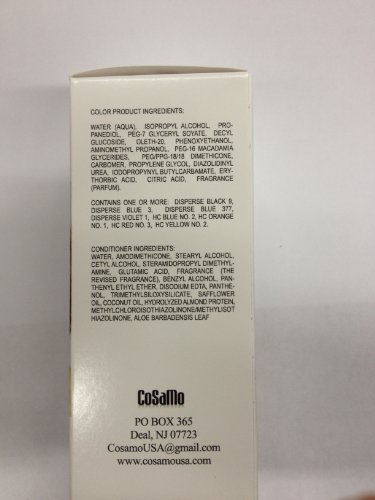 COLOR PRODUCT INGREDIENTS:
WATER (AQUA), ISOPROPYL ALCOHOL, PRO-
PANEDIOL, PEG-7 GLYCERYL SOYATE, DECYL
GLUCOSIDE, OLETH-20, PHENOXYETHANOL,
AMINOMETHYL PROPANOL, PEG-16 MACADAMIA
GLYCERIDES, PEG/PPG-18/18 DIMETHICONE,
CARBOMER, PROPYLENE GLYCOL, DIAZOLIDINYL
UREA, IODOPROPYNYL BUTYLCARBAMATE, ERY-
THORBIC ACID, CITRIC ACID, FRAGRANCE
(PARFUM).
CONTAINS ONE OR MORE: DISPERSE BLACK 9,
DISPERSE BLUE 3, DISPERSE BLUE 377,
DISPERSE VIOLET 1, HC BLUE NO. 2, HC ORANGE
NO. 1, HC RED NO. 3, HC YELLOW NO. 2.
CONDITIONER INGREDIENTS:
WATER, AMODIMETHICONE, STEARYL ALCOHOL,
CETYL ALCOHOL, STERAMIDOPROPYL DIMETHYL-
AMINE, GLUTAMIC ACID, FRAGRANCE (THE
REVISED FRAGRANCE), BENZYL ALCOHOL, PAN-
THENYL ETHYL ETHER, DISODIUM EDTA, PANTHE-
NOL, TRIMETHYLSILOXYSILICATE, SAFFLOWER
OIL, COCONUT OIL, HYDROLYZED ALMOND PROTEIN,
METHYLCHLOROISOTHIAZOLINONE/METHYLISOT
HIAZOLINONE, ALOE BARBADENSIS LEAF
CoSaMo
PO BOX 365
Deal, NJ 07723
CosamoUSA@gmail.com
www.cosamousa.com